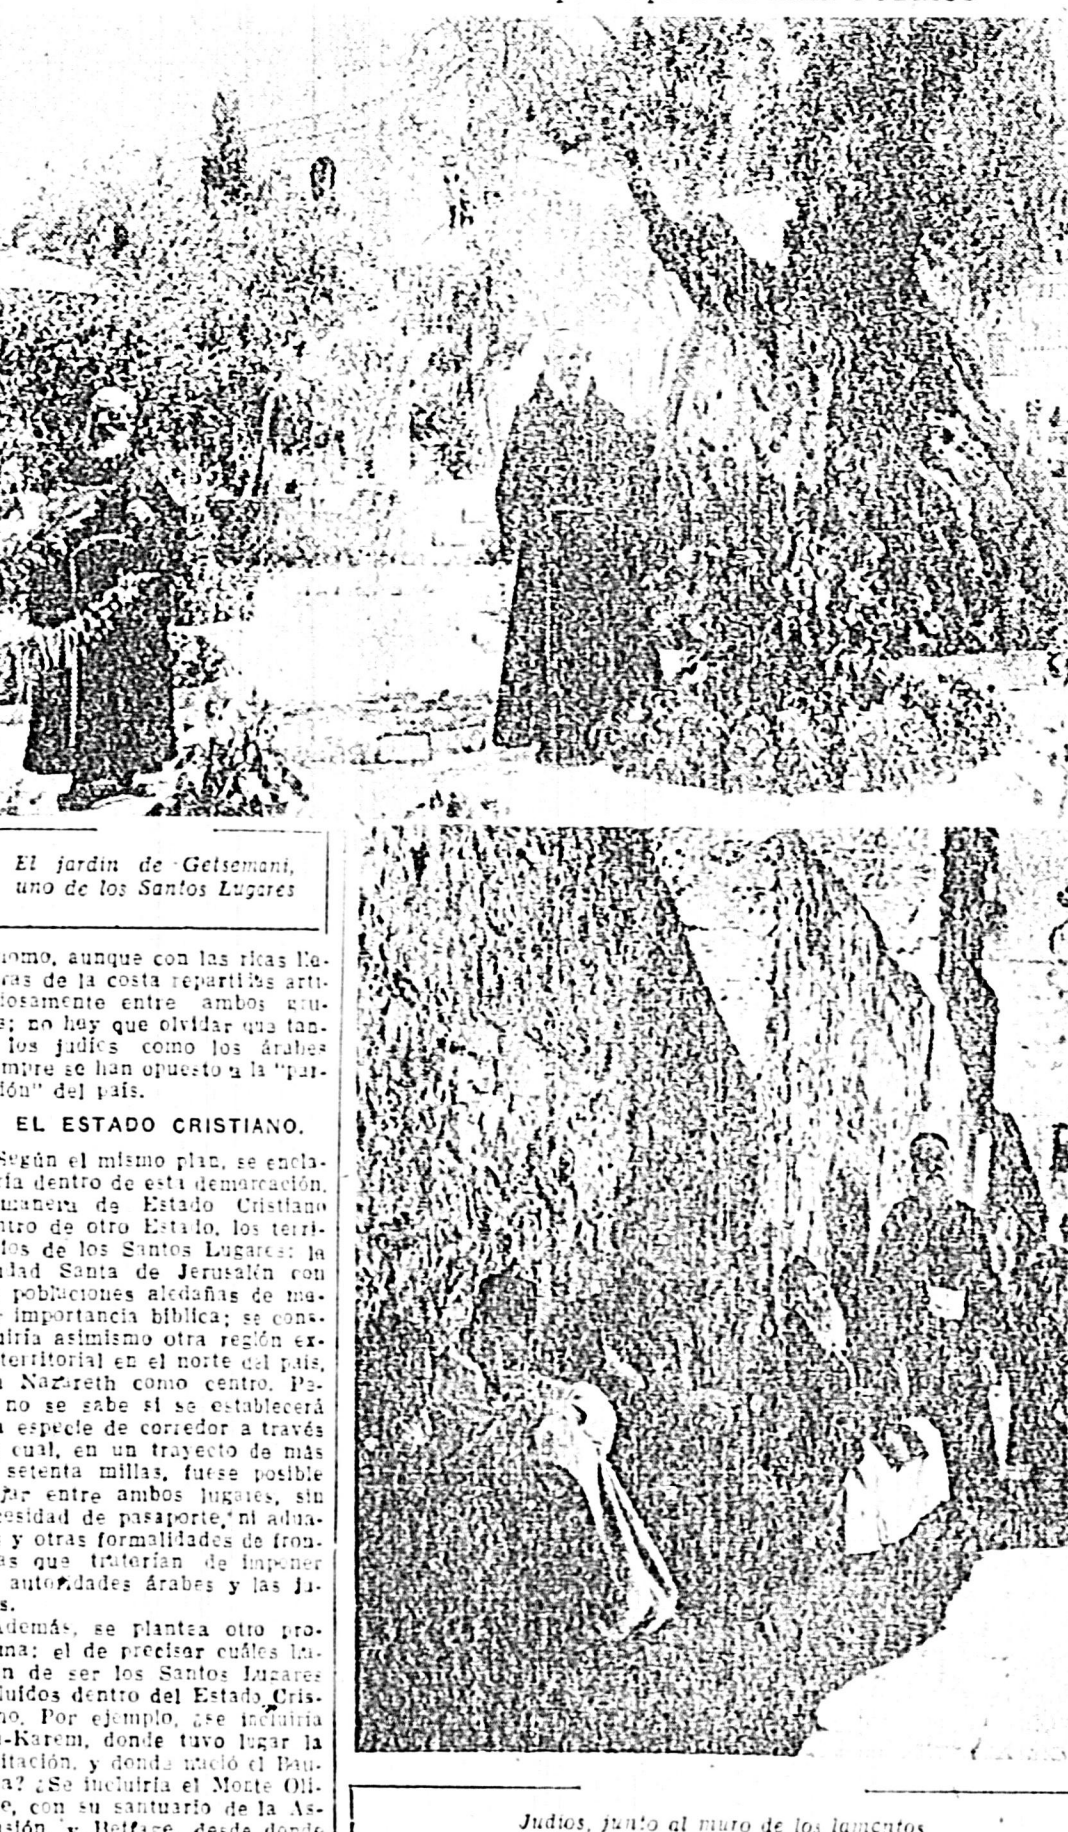 El jardín de Getsemaní,
uno de los Santos Lugares
nomo, aunque con las ricas lla-
ras de la costa repartidas arti-
iosamente entre ambos gru-
s; no hay que olvidar que tan-
los judíos como los árabes
mpre se han opuesto a la "par-
ión" del país.
EL ESTADO CRISTIANO.
Según el mismo plan, se encla-
ría dentro de esta demarcación,
manera de Estado Cristiano
ntro de otro Estado, los terri-
ios de los Santos Lugares: la
udad Santa de Jerusalén con
poblaciones aledañas de ma-
r importancia bíblica; se cons-
uiría asimismo otra región ex-
territorial en el norte del país,
n Nazareth como centro. Pe-
no se sabe si se establecerá
a especie de corredor a través
cual, en un trayecto de más
setenta millas, fuese posible
jar entre ambos lugares, sin
cesidad de pasaporte, ni adua-
s y otras formalidades de fron-
as que tratarían de imponer
autoridades árabes y las ju-
s.
Además, se plantea otro pro-
ma: el de precisar cuáles ha-
n de ser los Santos Lugares
luídos dentro del Estado Cris-
no. Por ejemplo, ¿se incluiría
-Karem, donde tuvo lugar la
itación, y donde nació el Bau-
a? ¿Se incluiría el Monte Oli-
e, con su santuario de la As-
sión y Betfage, desde donde
Judíos, junto al muro de los lamentos